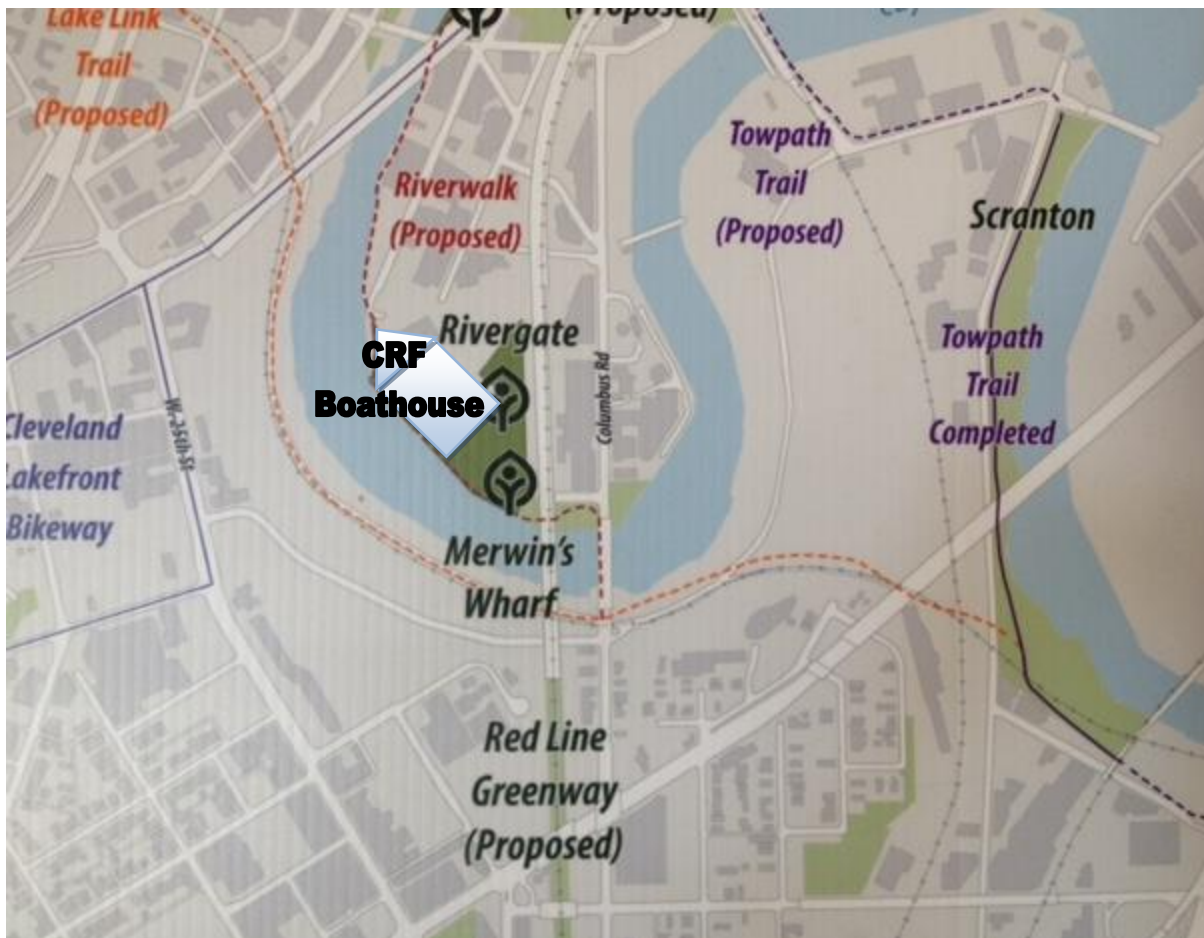 (Proposed)
Lake Link
Trail
(Proposed)
Towpath
Trail
(Proposed)
Riverwalk
(Proposed)
Scranton
Rivergate
CRF
Boathouse
Columbus Rd
Towpath
Trail
Completed
W. 25th St
Cleveland
Lakefront
Bikeway
Merwin's
Wharf
Red Line
Greenway
(Proposed)